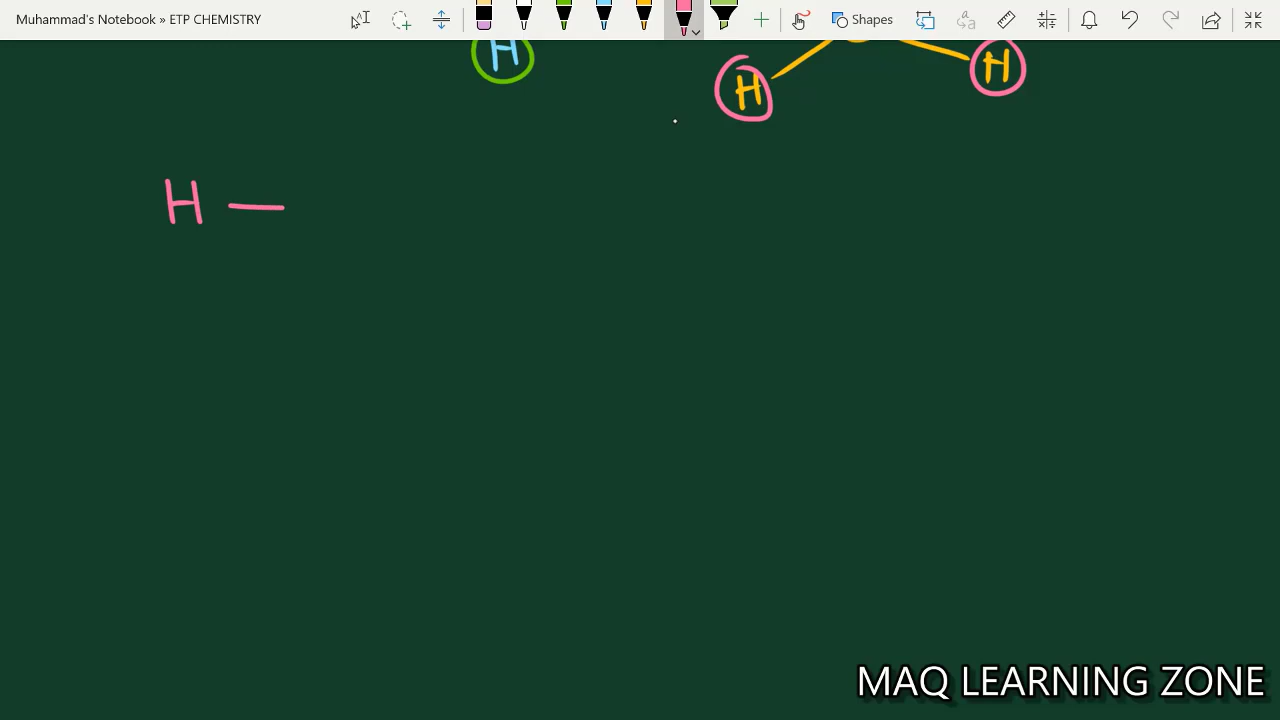 Muhammad's Notebook » ETP CHEMISTRY
Shapes
H
H
H
H —
MAQ LEARNING ZONE